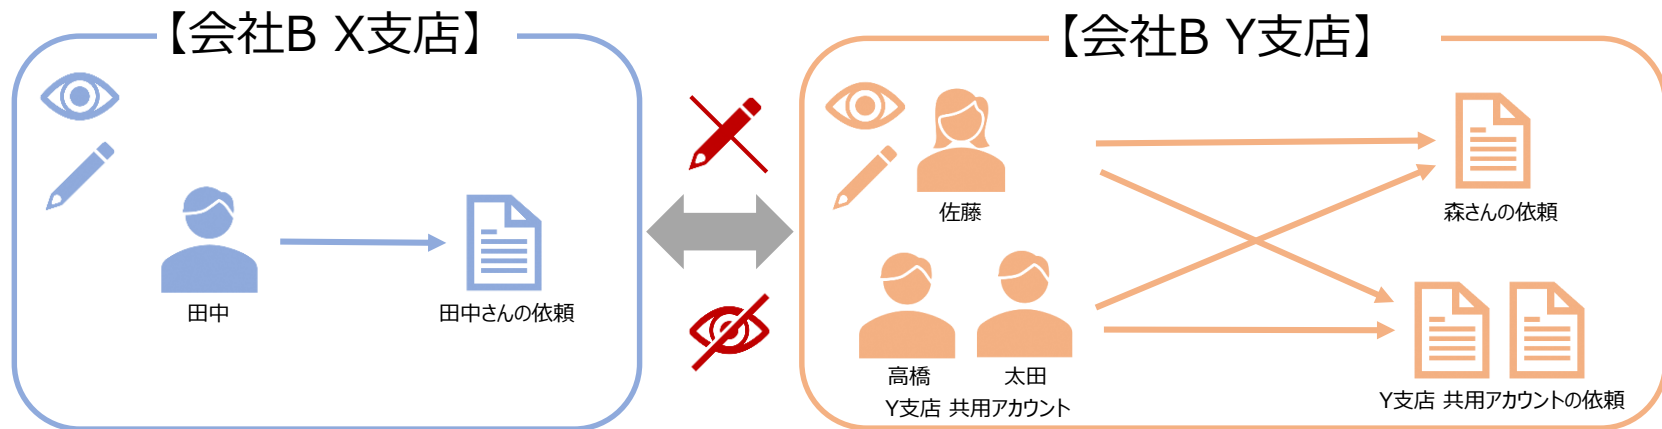 【会社B X支店】
【会社B Y支店】
田中
田中さんの依頼
佐藤
森さんの依頼
高橋
太田
Y支店 共用アカウント
Y支店 共用アカウントの依頼